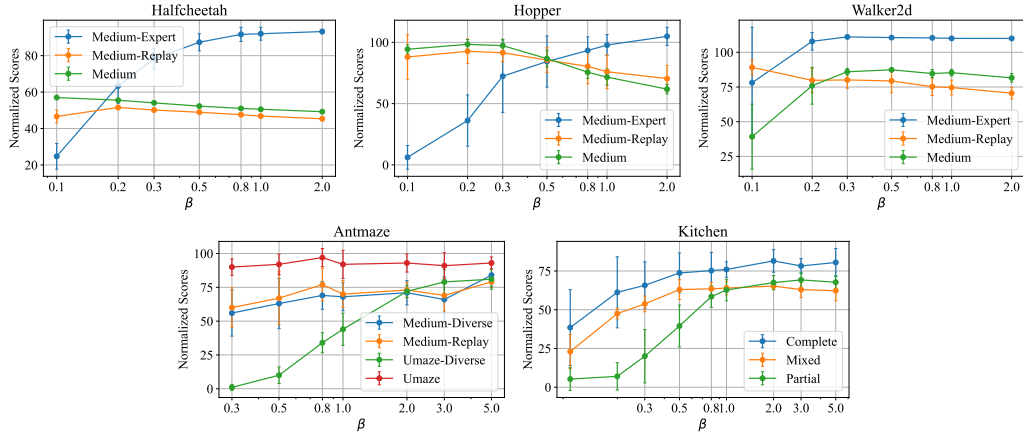 Halfcheetah
Normalized Scores
80
60
40
20
Medium-Expert
Medium-Replay
Medium
0.1 0.2 0.3 0.5 0.8 1.0 2.0
β
Hopper
Normalized Scores
100
50
0
Medium-Expert
Medium-Replay
Medium
0.1 0.2 0.3 0.5 0.8 1.0 2.0
β
Walker2d
Normalized Scores
100
75
50
25
Medium-Expert
Medium-Replay
Medium
0.1 0.2 0.3 0.5 0.8 1.0 2.0
β
Antmaze
Normalized Scores
100
75
50
25
0
Medium-Diverse
Medium-Replay
Umaze-Diverse
Umaze
0.3 0.5 0.8 1.0 2.0 3.0 5.0
β
Kitchen
Normalized Scores
75
50
25
0
Complete
Mixed
Partial
0.3 0.5 0.8 1.0 2.0 3.0 5.0
β